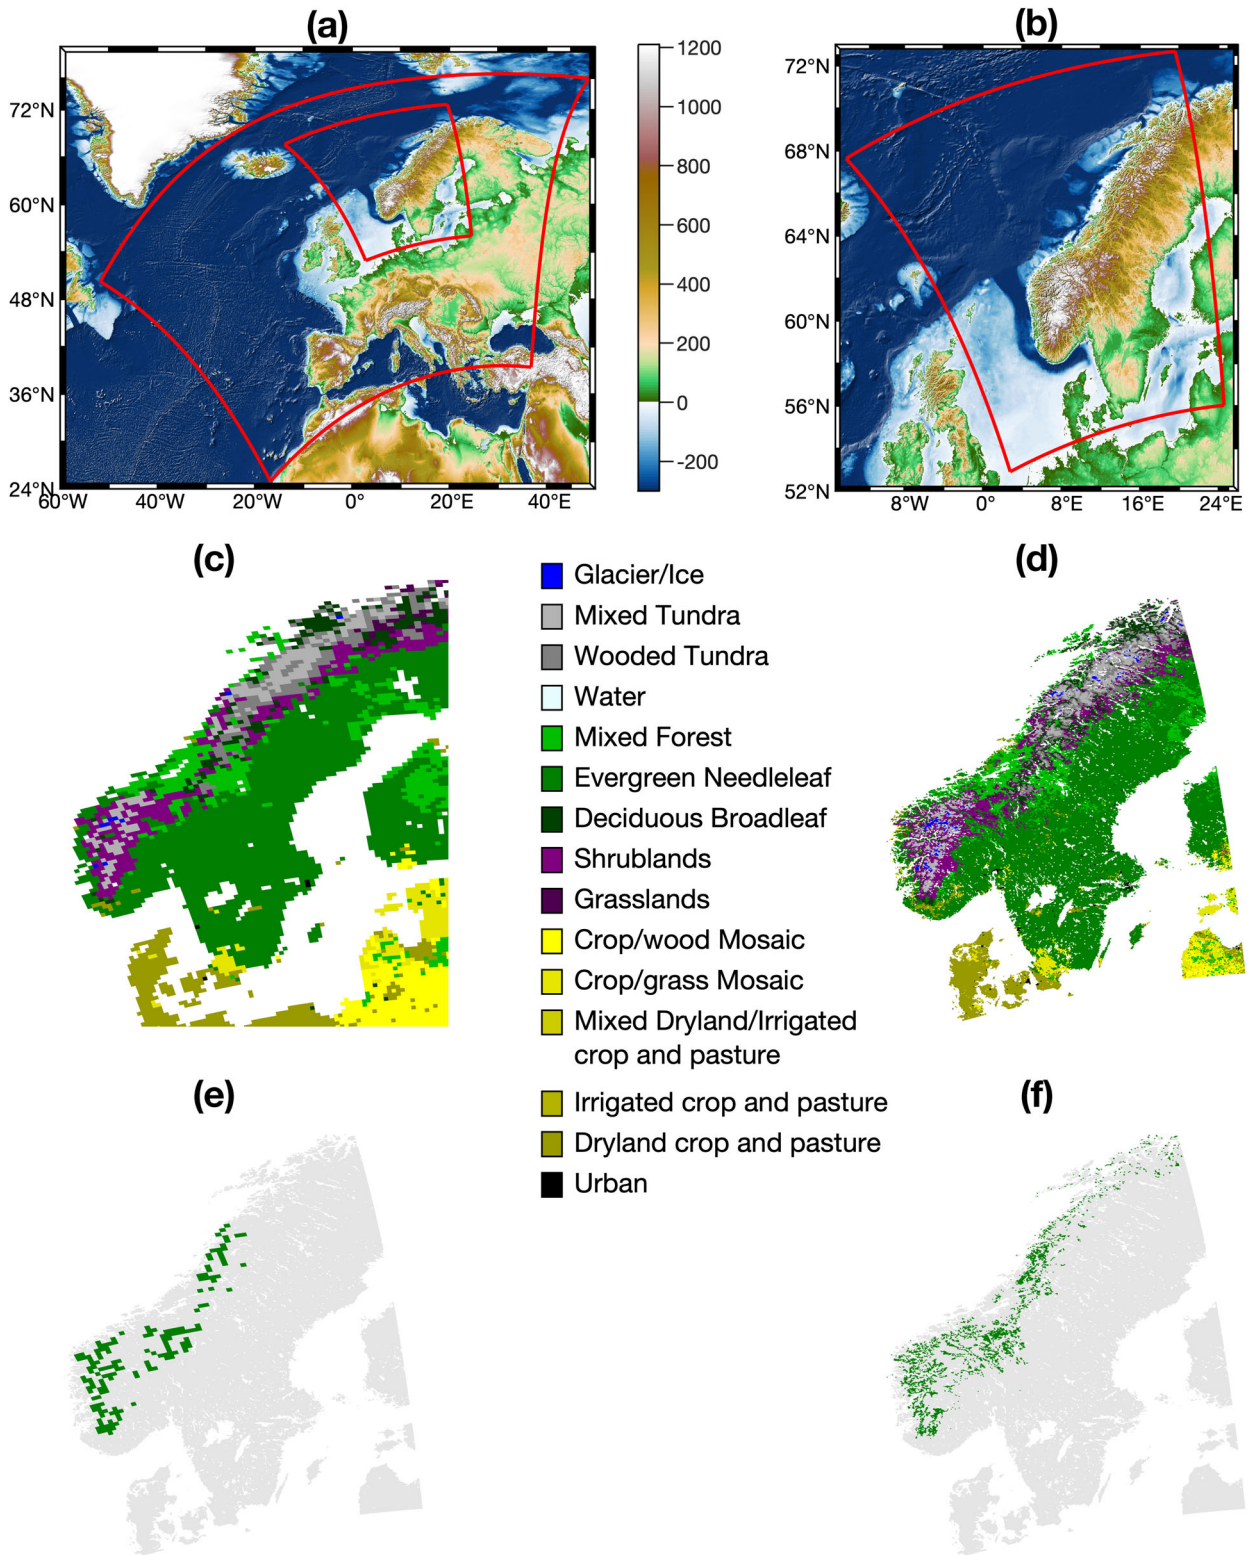 (a)
(b)
72°N
60°N
48°N
36°N
24°N
60°W
40°W
20°W
0°
20°E
40°E
1200
1000
800
600
400
200
0
-200
72°N
68°N
64°N
60°N
56°N
52°N
8°W
0°
8°E
16°E
24°E
(c)
(d)
Glacier/Ice
Mixed Tundra
Wooded Tundra
Water
Mixed Forest
Evergreen Needleleaf
Deciduous Broadleaf
Shrublands
Grasslands
Crop/wood Mosaic
Crop/grass Mosaic
Mixed Dryland/Irrigated
crop and pasture
Irrigated crop and pasture
Dryland crop and pasture
Urban
(e)
(f)